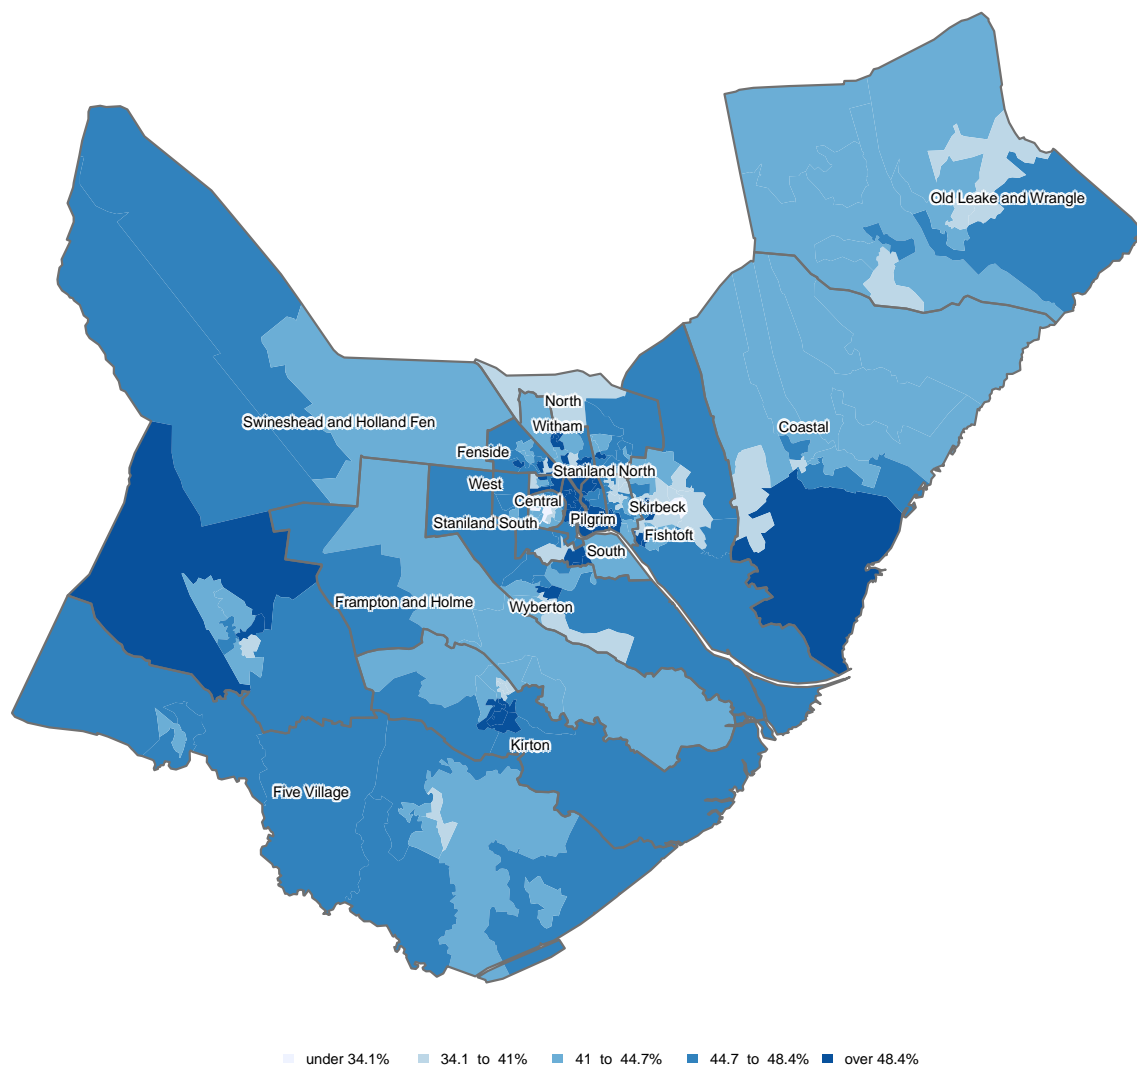 Old Leake and Wrangle
North
Swineshead and Holland Fen
Witham
Coastal
Fenside
Staniland North
West
Central
Skirbeck
Staniland South
Pilgrim
Fishtoft
South
Frampton and Holme
Wyberton
Kirton
Five Village
under 34.1%
34.1 to 41%
41 to 44.7%
44.7 to 48.4%
over 48.4%